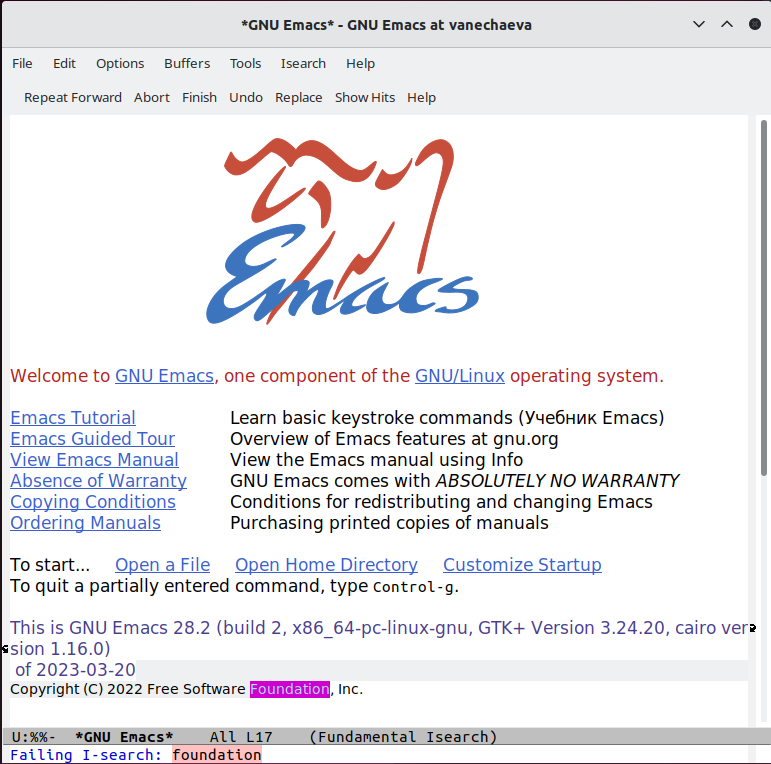 *GNU Emacs* - GNU Emacs at vanechaeva
File Edit Options Buffers Tools Isearch Help
Repeat Forward Abort Finish Undo Replace Show Hits Help
Emacs
Welcome to GNU Emacs, one component of the GNU/Linux operating system.
Emacs Tutorial Learn basic keystroke commands (Учебник Emacs)
Emacs Guided Tour Overview of Emacs features at gnu.org
View Emacs Manual View the Emacs manual using Info
Absence of Warranty GNU Emacs comes with ABSOLUTELY NO WARRANTY
Copying Conditions Conditions for redistributing and changing Emacs
Ordering Manuals Purchasing printed copies of manuals
To start... Open a File Open Home Directory Customize Startup
To quit a partially entered command, type Control-g.
This is GNU Emacs 28.2 (build 2, x86_64-pc-linux-gnu, GTK+ Version 3.24.20, cairo ver
sion 1.16.0)
of 2023-03-20
Copyright (C) 2022 Free Software Foundation, Inc.
U:%%- *GNU Emacs* All L17 (Fundamental Isearch)
Failing I-search: foundation